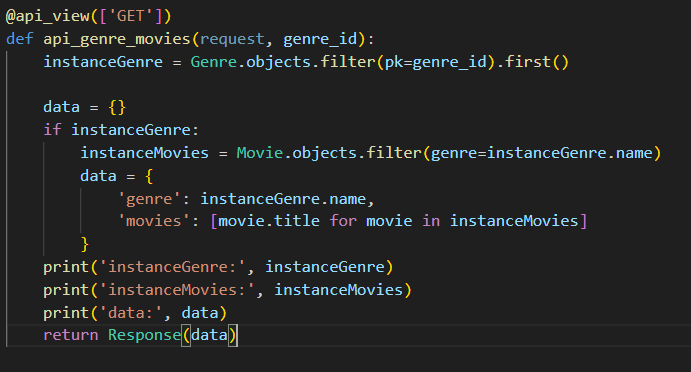 @api_view(['GET'])
def api_genre_movies(request, genre_id):
    instanceGenre = Genre.objects.filter(pk=genre_id).first()

    data = {}
    if instanceGenre:
        instanceMovies = Movie.objects.filter(genre=instanceGenre.name)
        data = {
            'genre': instanceGenre.name,
            'movies': [movie.title for movie in instanceMovies]
        }
    print('instanceGenre:', instanceGenre)
    print('instanceMovies:', instanceMovies)
    print('data:', data)
    return Response(data)